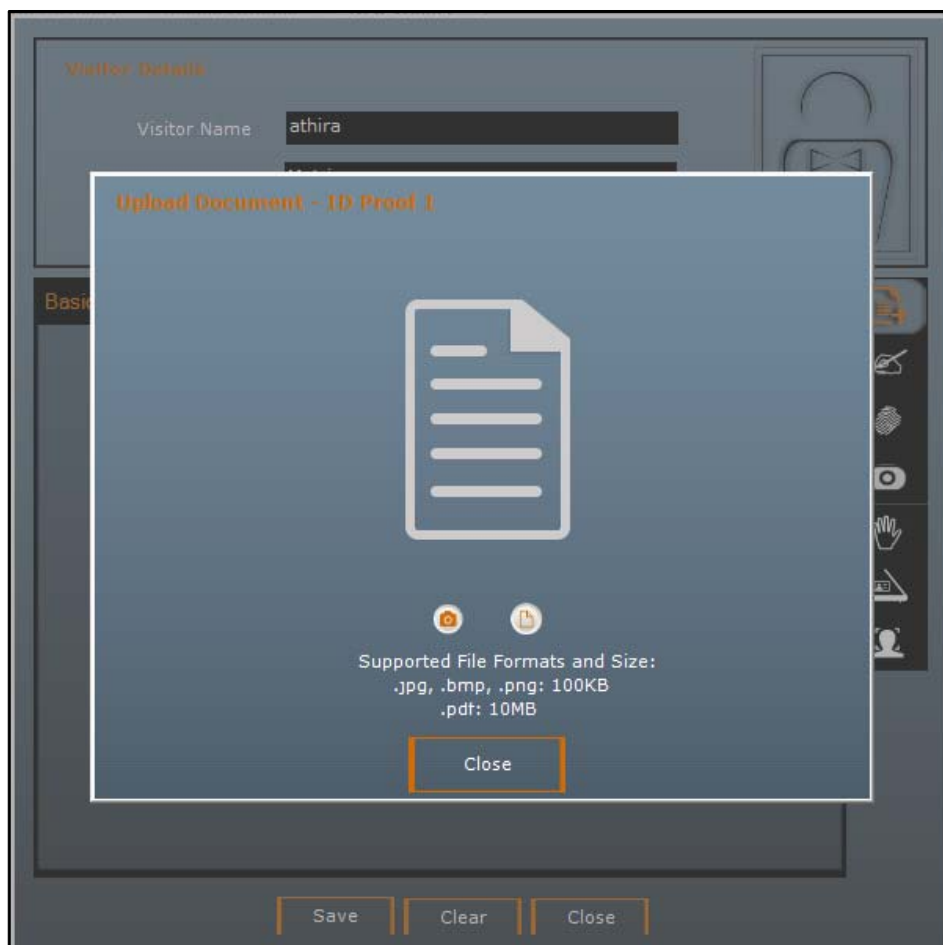 Visitor Details
Visitor Name athira
Upload Document - ID Proof 1
Basic
Supported File Formats and Size:
.jpg, .bmp, .png: 100KB
.pdf: 10MB
Close
Save Clear Close